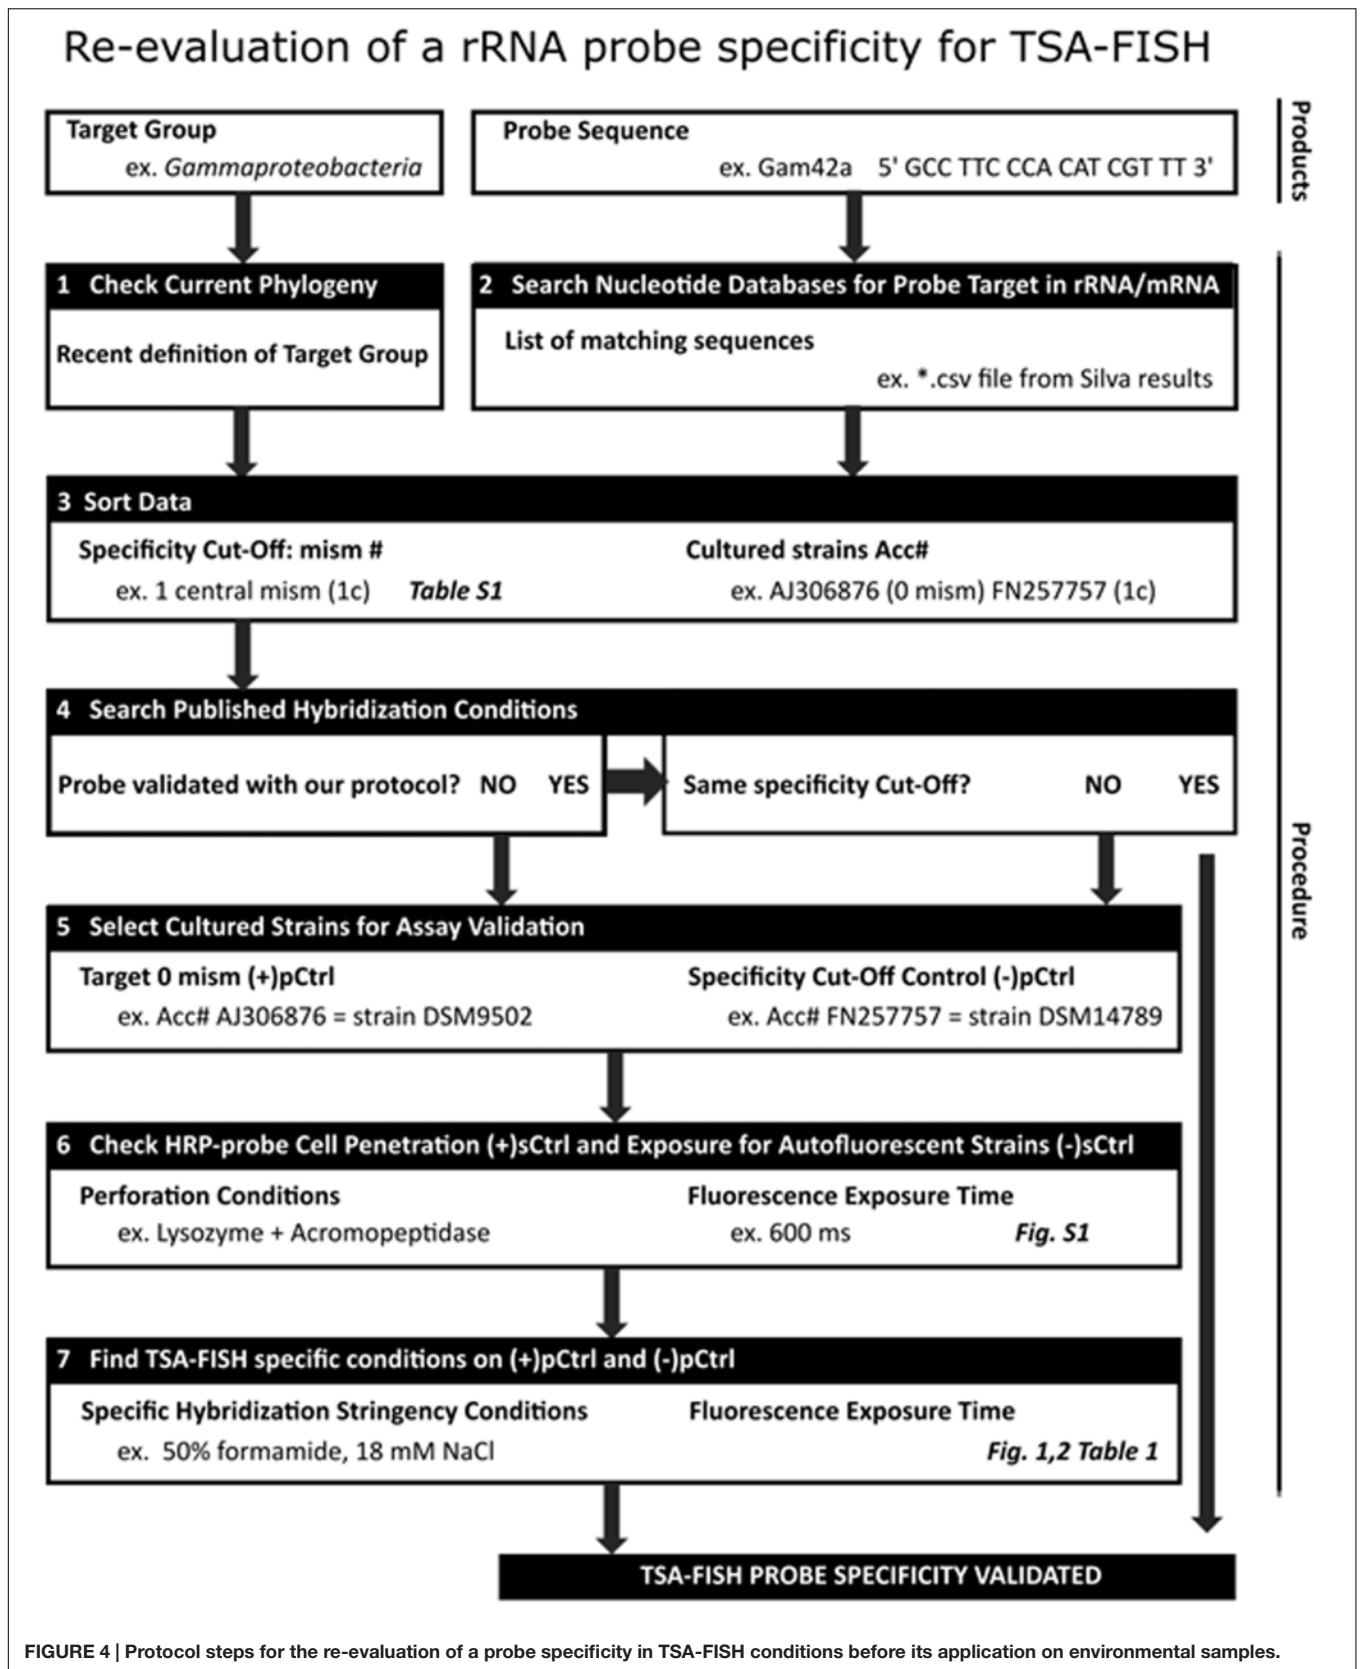 Re-evaluation of a rRNA probe specificity for TSA-FISH
Products
Target Group
ex. Gammaproteobacteria
Probe Sequence
ex. Gam42a 5' GCC TTC CCA CAT CGT TT 3'
Procedure
1 Check Current Phylogeny
Recent definition of Target Group
2 Search Nucleotide Databases for Probe Target in rRNA/mRNA
List of matching sequences
ex. *.csv file from Silva results
3 Sort Data
Specificity Cut-Off: mism #
ex. 1 central mism (1c) Table S1
Cultured strains Acc#
ex. AJ306876 (0 mism) FN257757 (1c)
4 Search Published Hybridization Conditions
Probe validated with our protocol? NO YES
Same specificity Cut-Off? NO YES
5 Select Cultured Strains for Assay Validation
Target 0 mism (+)pCtrl
ex. Acc# AJ306876 = strain DSM9502
Specificity Cut-Off Control (-)pCtrl
ex. Acc# FN257757 = strain DSM14789
6 Check HRP-probe Cell Penetration (+)sCtrl and Exposure for Autofluorescent Strains (-)sCtrl
Perforation Conditions
ex. Lysozyme + Acromopeptidase
Fluorescence Exposure Time
ex. 600 ms Fig. S1
7 Find TSA-FISH specific conditions on (+)pCtrl and (-)pCtrl
Specific Hybridization Stringency Conditions
ex. 50% formamide, 18 mM NaCl
Fluorescence Exposure Time
Fig. 1,2 Table 1
TSA-FISH PROBE SPECIFICITY VALIDATED
FIGURE 4 | Protocol steps for the re-evaluation of a probe specificity in TSA-FISH conditions before its application on environmental samples.